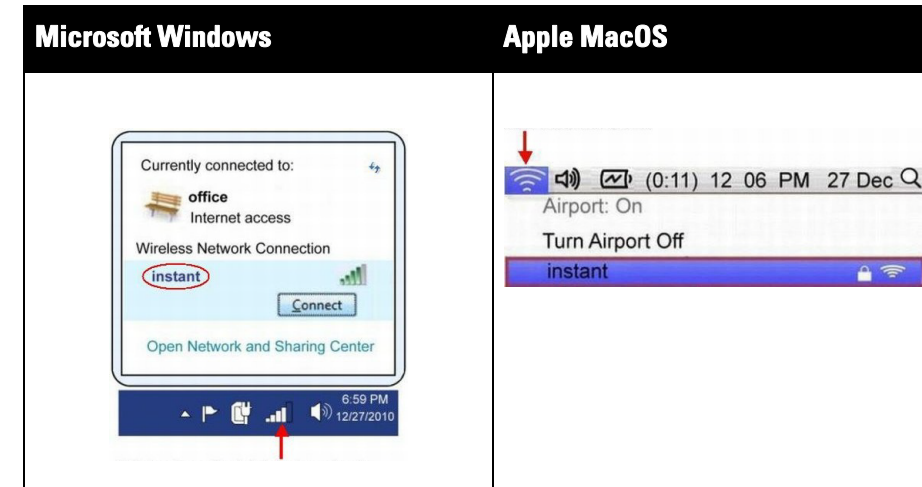 Microsoft Windows
Apple MacOS
Currently connected to:
office
Internet access
Wireless Network Connection
instant
Connect
Open Network and Sharing Center
6:59 PM
12/27/2010
(0:11) 12 06 PM 27 Dec
Airport: On
Turn Airport Off
instant